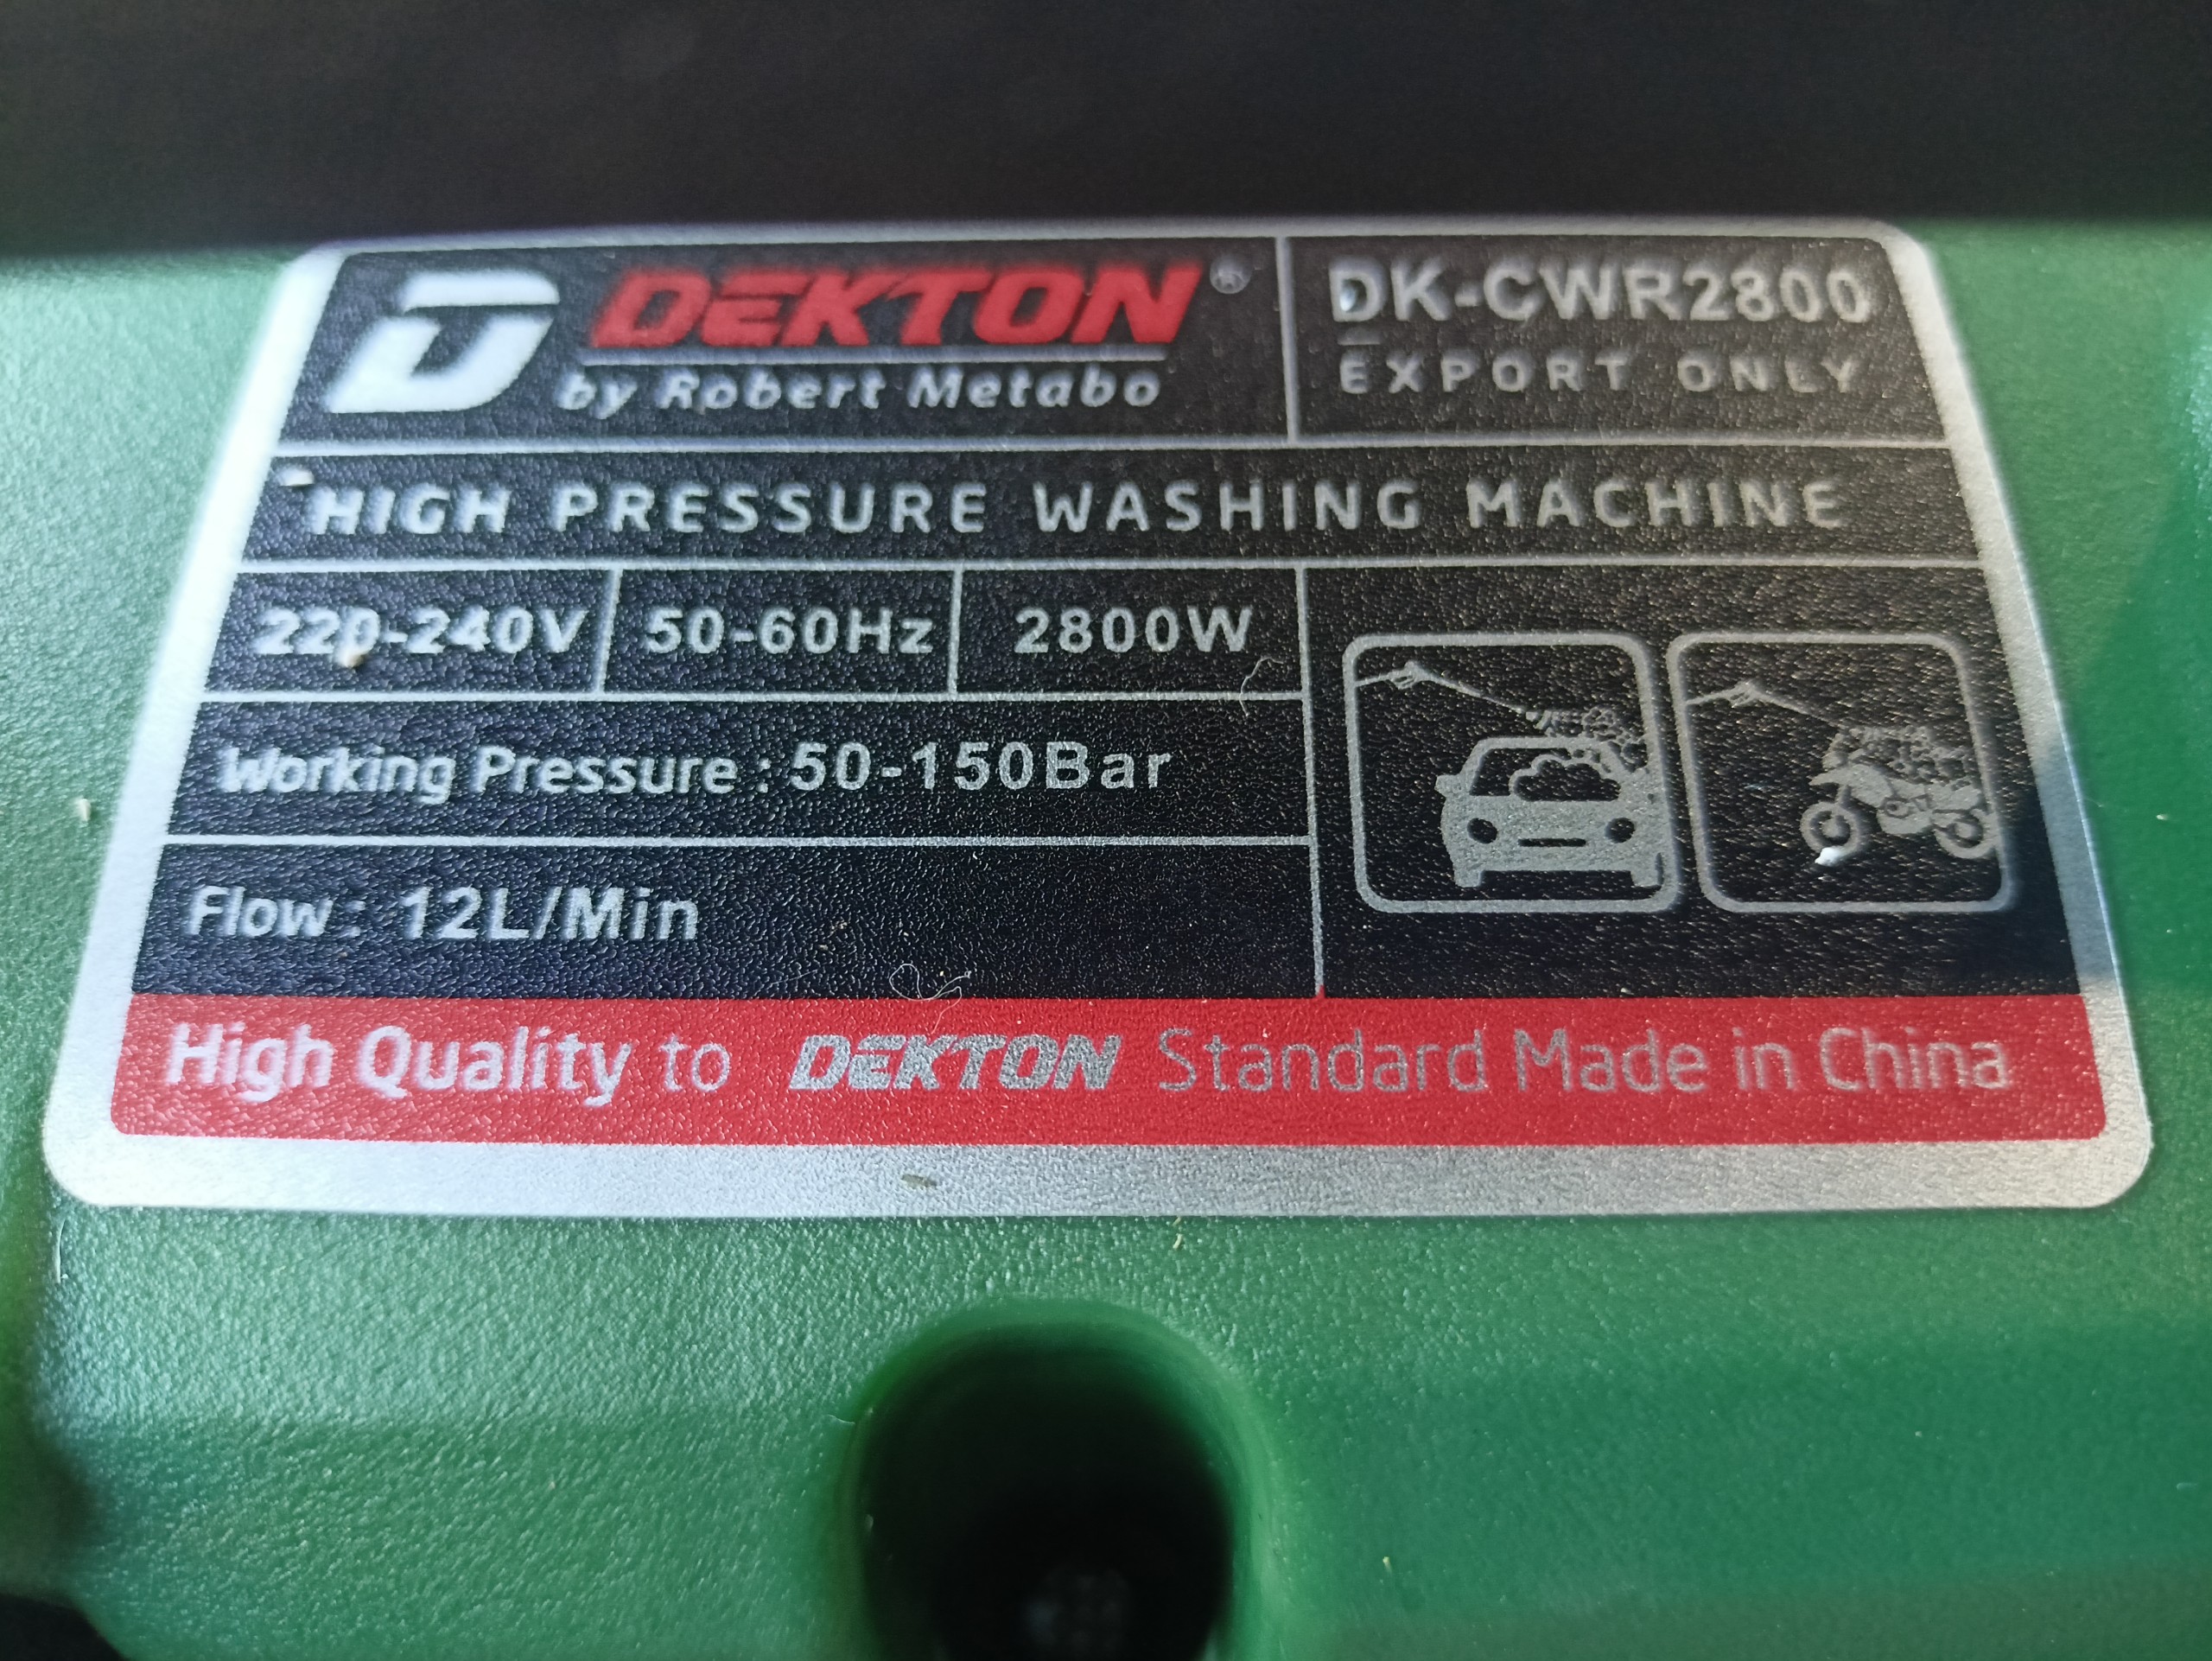 DEKTON®
by Robert Metabo
DK-CWR2800
EXPORT ONLY
HIGH PRESSURE WASHING MACHINE
220-240V 50-60Hz 2800W
Working Pressure : 50-150Bar
Flow : 12L/Min
High Quality to DEKTON Standard Made in China